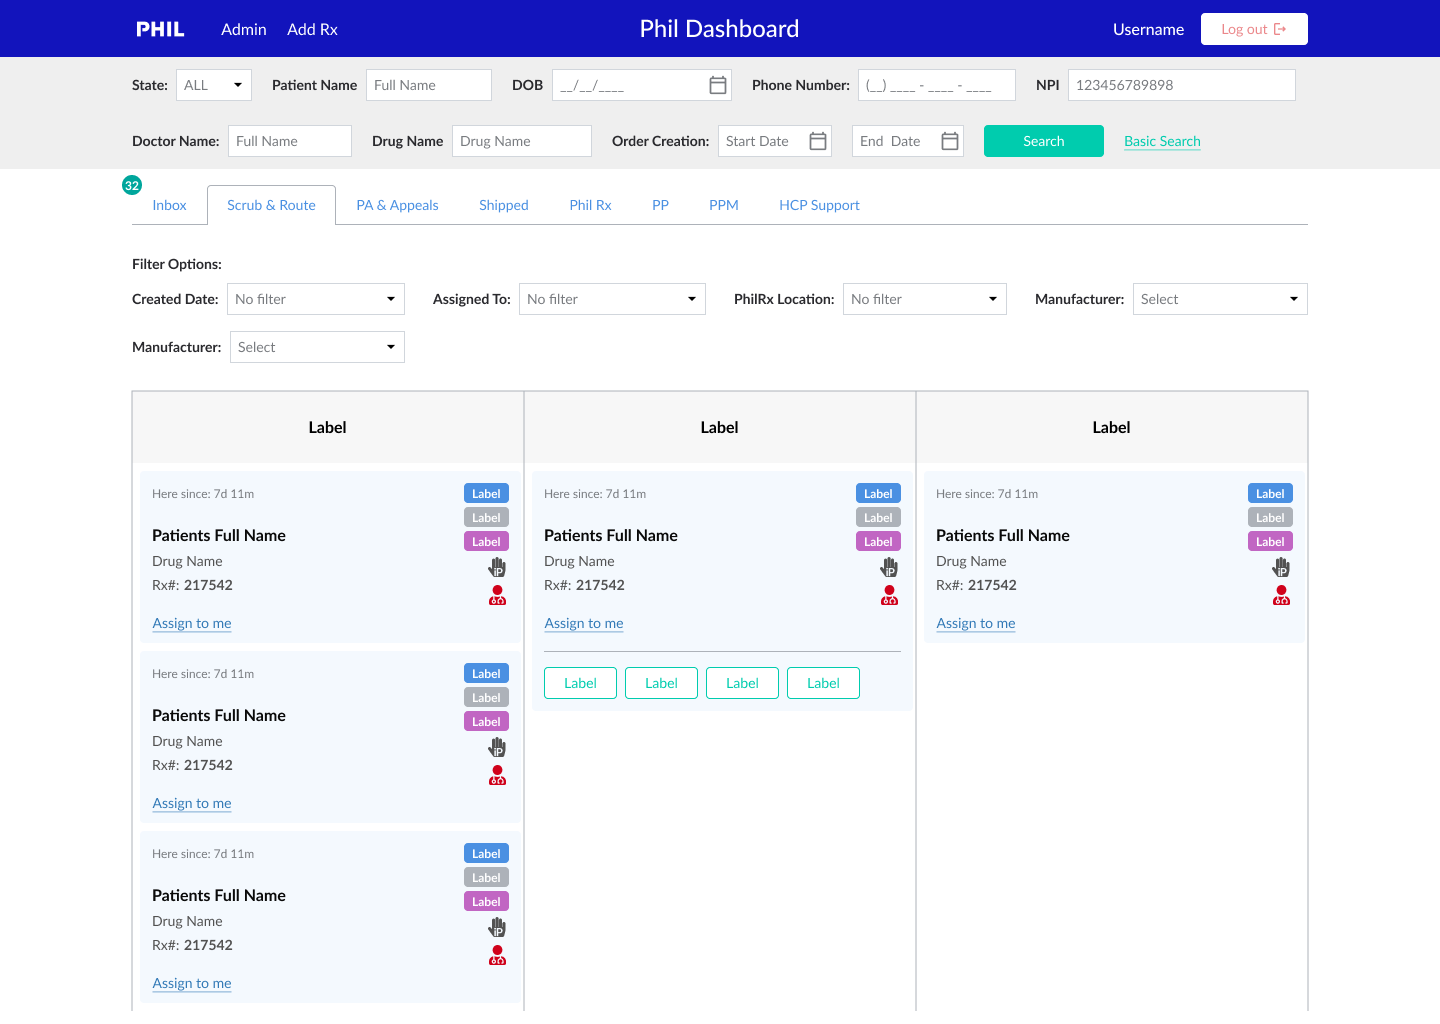 PHIL Admin Add Rx Phil Dashboard Username Log out
State: ALL Patient Name Full Name DOB __/__/____ Phone Number: (__) ____ - ____ - ____ NPI 123456789898
Doctor Name: Full Name Drug Name Drug Name Order Creation: Start Date End Date Search Basic Search
32
Inbox Scrub & Route PA & Appeals Shipped Phil Rx PP PPM HCP Support
Filter Options:
Created Date: No filter Assigned To: No filter PhilRx Location: No filter Manufacturer: Select
Manufacturer: Select
Label Label Label
Here since: 7d 11m Label
Label
Patients Full Name Label
Drug Name iP
Rx#: 217542
Assign to me
Here since: 7d 11m Label
Label
Patients Full Name Label
Drug Name iP
Rx#: 217542
Assign to me
Here since: 7d 11m Label
Label
Patients Full Name Label
Drug Name
iP
Rx#: 217542
Assign to me
Here since: 7d 11m Label
Label
Patients Full Name Label
Drug Name iP
Rx#: 217542
Assign to me
Label Label Label Label
Here since: 7d 11m Label
Label
Patients Full Name Label
Drug Name iP
Rx#: 217542
Assign to me